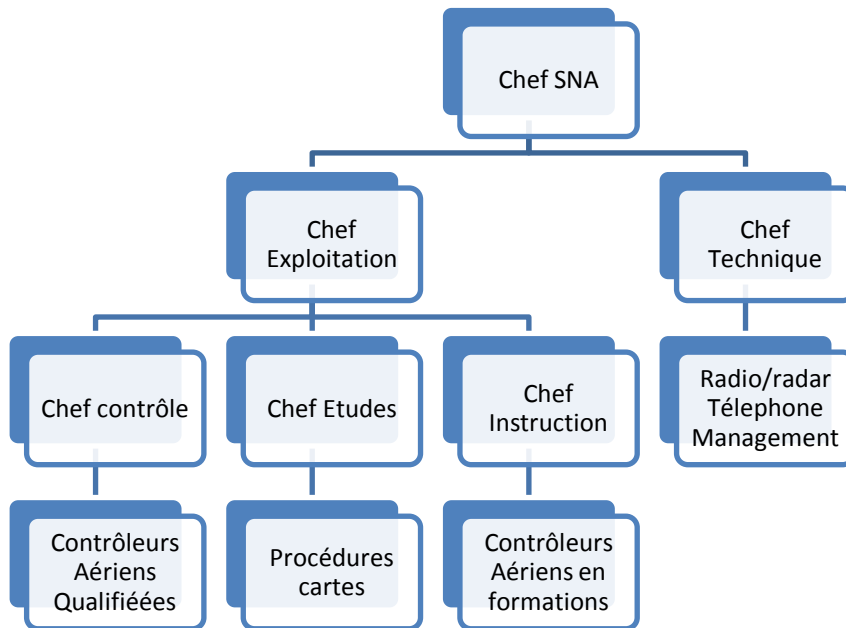 Chef SNA
Chef
Exploitation
Chef
Technique
Chef contrôle
Chef Etudes
Chef
Instruction
Radio/radar
Télephone
Management
Contrôleurs
Aériens
Qualifiéées
Procédures
cartes
Contrôleurs
Aériens en
formations